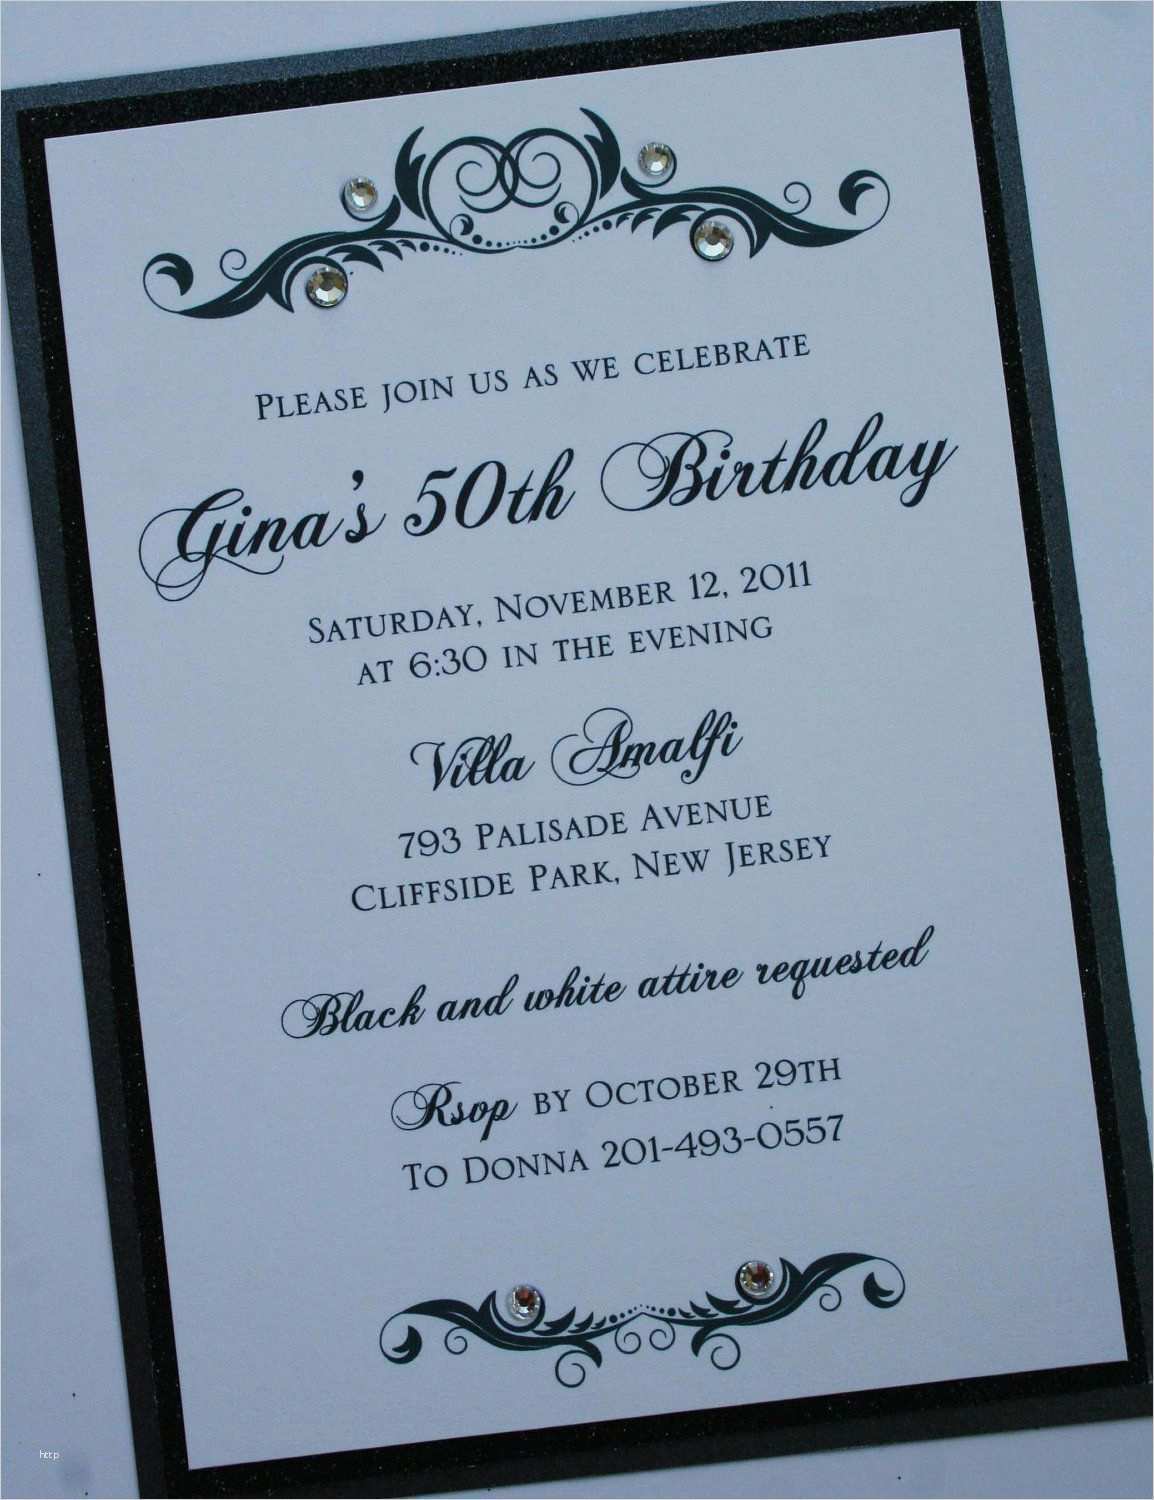 Please join us as we celebrate
Gina's 50th Birthday
Saturday, November 12, 2011
at 6:30 in the evening
Villa Amalfi
793 Palisade Avenue
Cliffside Park, New Jersey
Black and white attire requested
Rsvp by October 29th
To Donna 201-493-0557
http